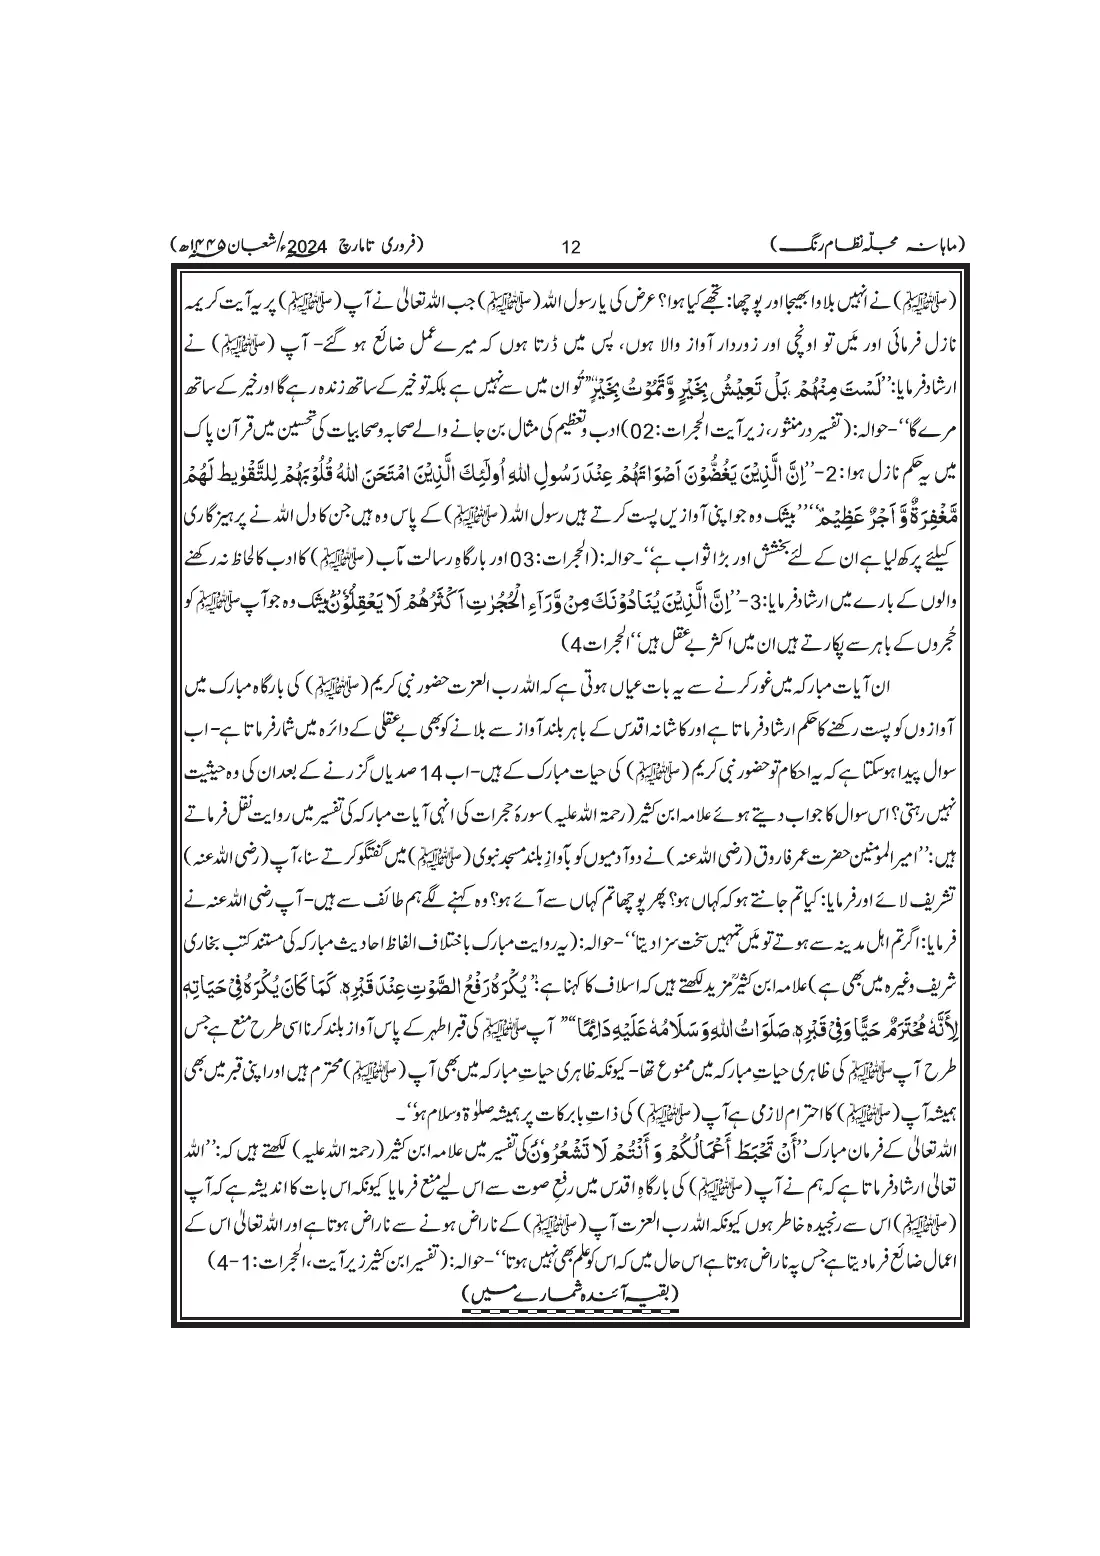 (ماہانہ مجلّہ نظام رنگ) 12 (فروری تا مارچ 2024ء/شعبان ۱۴۴۵ھ)
(ﷺ) نے انہیں بلاوا بھیجا اور پوچھا: تجھے کیا ہوا؟ عرض کی یا رسول اللہ (ﷺ) جب اللہ تعالیٰ نے آپ (ﷺ) پر یہ آیت کریمہ
نازل فرمائی اور مَیں تو اونچی اور زوردار آواز والا ہوں، پس میں ڈرتا ہوں کہ میرے عمل ضائع ہو گئے- آپ (ﷺ) نے
ارشاد فرمایا: ’’لَسْتَ مِنْهُمْ، بَلْ تَعِيْشُ بِخَيْرٍ وَّتَمُوْتُ بِخَيْرٍ‘‘ ’’تُو ان میں سے نہیں ہے بلکہ تو خیر کے ساتھ زندہ رہے گا اور خیر کے ساتھ
مرے گا‘‘- حوالہ: (تفسیر در منثور، زیر آیت الحجرات:02) ادب و تعظیم کی مثال بن جانے والے صحابہ و صحابیات کی تحسین میں قرآن پاک
میں یہ حکم نازل ہوا: 2-’’اِنَّ الَّذِیْنَ یَغُضُّوْنَ اَصْوَاتَهُمْ عِنْدَ رَسُوْلِ اللهِ اُولٰٓئِكَ الَّذِیْنَ امْتَحَنَ اللهُ قُلُوْبَهُمْ لِلتَّقْوٰیط لَهُمْ
مَّغْفِرَةٌ وَّ اَجْرٌ عَظِیْمٌ‘‘ ’’بیشک وہ جو اپنی آوازیں پست کرتے ہیں رسول اللہ (ﷺ) کے پاس وہ ہیں جن کا دل اللہ نے پرہیزگاری
کیلئے پرکھ لیا ہے ان کے لئے بخشش اور بڑا ثواب ہے‘‘۔ حوالہ: (الحجرات:03 اور بارگاہِ رسالت مآب (ﷺ) کا ادب کا لحاظ نہ رکھنے
والوں کے بارے میں ارشاد فرمایا: 3-’’اِنَّ الَّذِیْنَ یُنَادُوْنَكَ مِنْ وَّرَآءِ الْحُجُرٰتِ اَكْثَرُهُمْ لَا یَعْقِلُوْنَ‘‘ ’’بیشک وہ جو آپ ﷺ کو
حُجروں کے باہر سے پکارتے ہیں ان میں اکثر بے عقل ہیں‘‘ الحجرات 4)
ان آیات مبارکہ میں غور کرنے سے یہ بات عیاں ہوتی ہے کہ اللہ رب العزت حضور نبی کریم (ﷺ) کی بارگاہ مبارک میں
آوازوں کو پست رکھنے کا حکم ارشاد فرماتا ہے اور کاشانہ اقدس کے باہر بلند آواز سے بلانے کو بھی بے عقلی کے دائرہ میں شمار فرماتا ہے- اب
سوال پیدا ہو سکتا ہے کہ یہ احکام تو حضور نبی کریم (ﷺ) کی حیات مبارک کے ہیں- اب 14 صدیاں گزرنے کے بعد ان کی وہ حیثیت
نہیں رہتی؟ اس سوال کا جواب دیتے ہوئے علامہ ابن کثیر (رحمۃ اللہ علیہ) سورۂ حجرات کی انہی آیات مبارکہ کی تفسیر میں روایت نقل فرماتے
ہیں: ’’امیر المومنین حضرت عمر فاروق (رضی اللہ عنہ) نے دو آدمیوں کو بآوازِ بلند مسجد نبوی (ﷺ) میں گفتگو کرتے سنا، آپ (رضی اللہ عنہ)
تشریف لائے اور فرمایا: کیا تم جانتے ہو کہ کہاں ہو؟ پھر پوچھا تم کہاں سے آئے ہو؟ وہ کہنے لگے ہم طائف سے ہیں- آپ رضی اللہ عنہ نے
فرمایا: اگر تم اہل مدینہ سے ہوتے تو مَیں تمہیں سخت سزا دیتا‘‘- حوالہ: (یہ روایت مبارک باختلاف الفاظ احادیث مبارکہ کی مستند کتب بخاری
شریف وغیرہ میں بھی ہے) علامہ ابن کثیرؒ مزید لکھتے ہیں کہ اسلاف کا کہنا ہے: ’’یُكْرَهُ رَفْعُ الصَّوْتِ عِنْدَ قَبْرِهٖ، كَمَا كَانَ یُكْرَهُ فِیْ حَیَاتِهٖ
لِأَنَّهٗ مُحْتَرَمٌ حَیًّا وَفِیْ قَبْرِهٖ، صَلَوَاتُ اللهِ وَ سَلَامُهٗ عَلَیْهِ دَائِمًا‘‘ ’’آپ ﷺ کی قبر اطہر کے پاس آواز بلند کرنا اسی طرح منع ہے جس
طرح آپ ﷺ کی ظاہری حیاتِ مبارکہ میں ممنوع تھا- کیونکہ ظاہری حیاتِ مبارکہ میں بھی آپ (ﷺ) محترم ہیں اور اپنی قبر میں بھی
ہمیشہ آپ (ﷺ) کا احترام لازمی ہے آپ (ﷺ) کی ذاتِ بابرکات پر ہمیشہ صلوٰۃ و سلام ہو‘‘۔
اللہ تعالیٰ کے فرمان مبارک ’’أَنْ تَحْبَطَ أَعْمَالُكُمْ وَ أَنْتُمْ لَا تَشْعُرُوْنَ‘‘ کی تفسیر میں علامہ ابن کثیر (رحمۃ اللہ علیہ) لکھتے ہیں کہ: ’’اللہ
تعالیٰ ارشاد فرماتا ہے کہ ہم نے آپ (ﷺ) کی بارگاہِ اقدس میں رفعِ صوت سے اس لیے منع فرمایا کیونکہ اس بات کا اندیشہ ہے کہ آپ
(ﷺ) اس سے رنجیدہ خاطر ہوں کیونکہ اللہ رب العزت آپ (ﷺ) کے ناراض ہونے سے ناراض ہوتا ہے اور اللہ تعالیٰ اس کے
اعمال ضائع فرما دیتا ہے جس پہ ناراض ہوتا ہے اس حال میں کہ اس کو علم بھی نہیں ہوتا‘‘- حوالہ: (تفسیر ابن کثیر زیر آیت، الحجرات:1-4)
(بقیہ آئندہ شمارے میں)